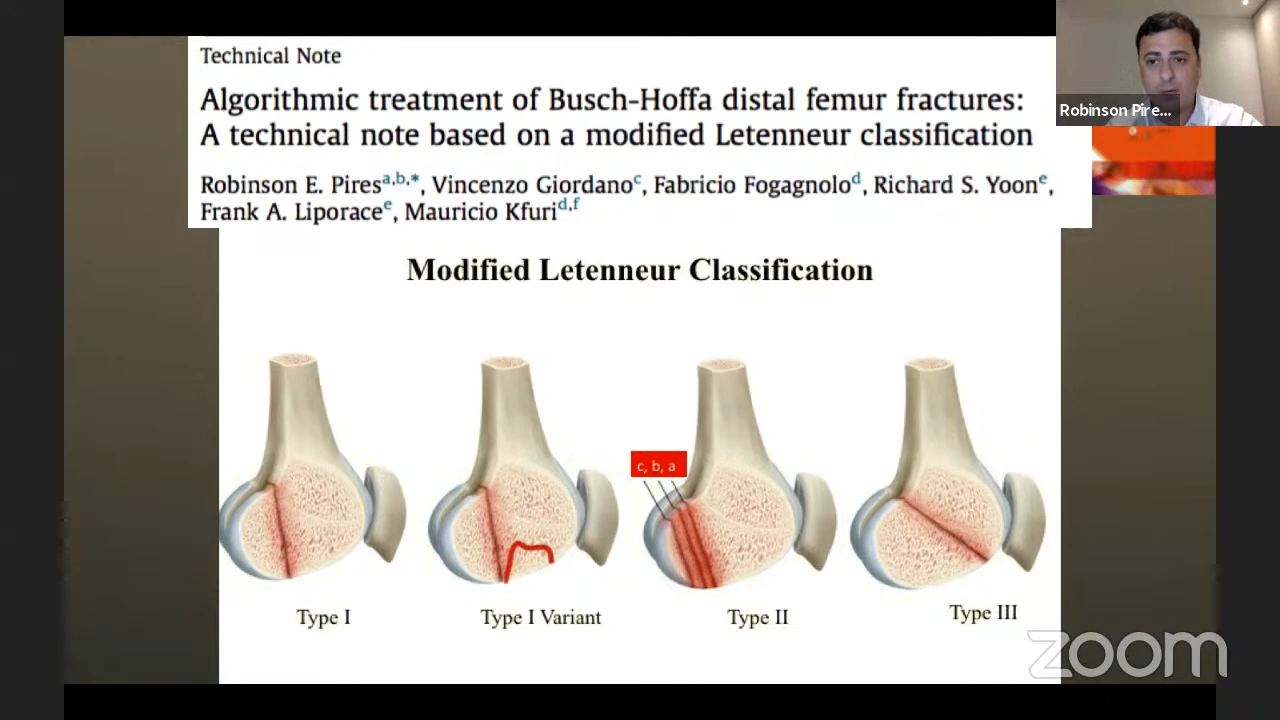 Technical Note
Algorithmic treatment of Busch-Hoffa distal femur fractures:
A technical note based on a modified Letenneur classification
Robinson E. Pires a,b,*, Vincenzo Giordano c, Fabricio Fogagnolo d, Richard S. Yoon e,
Frank A. Liporace e, Mauricio Kfuri d,f
Robinson Pire...
Modified Letenneur Classification
c, b, a
Type I
Type I Variant
Type II
Type III
zoom